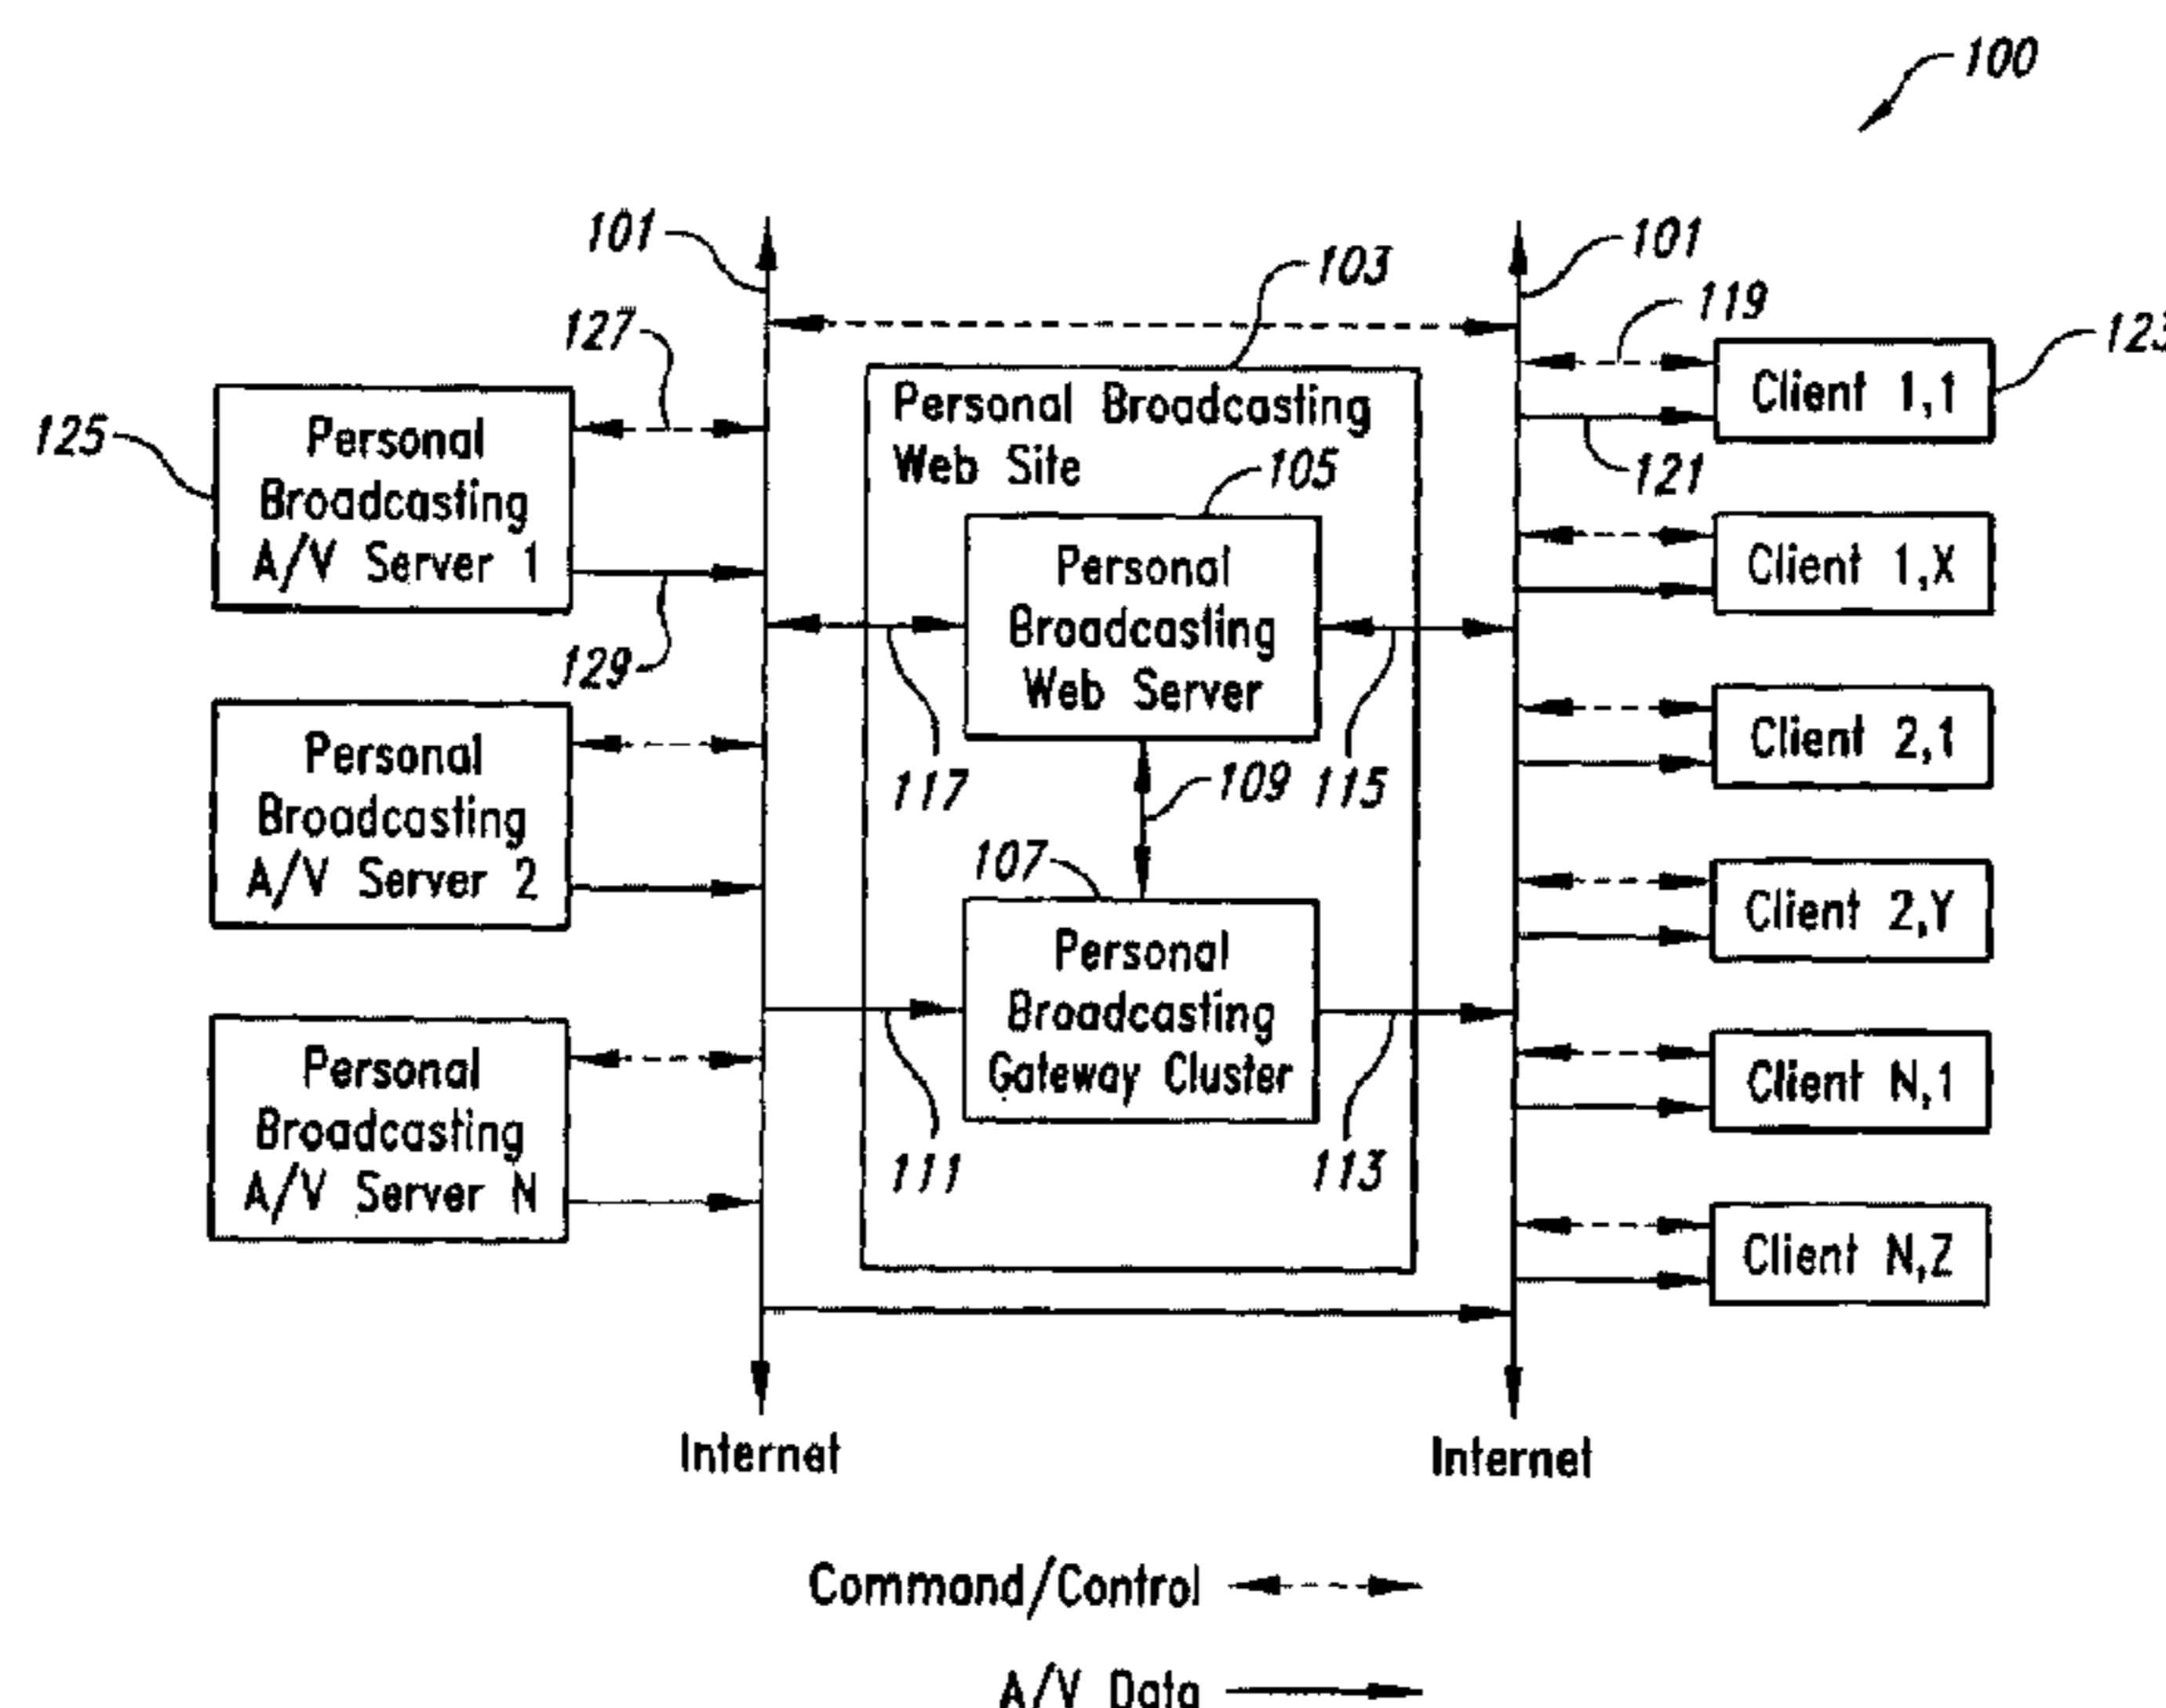 100
101
101
103
119
123
127
Client 1,1
125
Personal
Broadcasting
A/V Server 1
Personal Broadcasting
Web Site
105
121
Personal
Broadcasting
Web Server
Client 1,X
129
117
109
115
Client 2,1
Personal
Broadcasting
A/V Server 2
107
Client 2,Y
Personal
Broadcasting
Gateway Cluster
111
113
Client N,1
Personal
Broadcasting
A/V Server N
Client N,Z
Internet
Internet
Command/Control
A/V Data